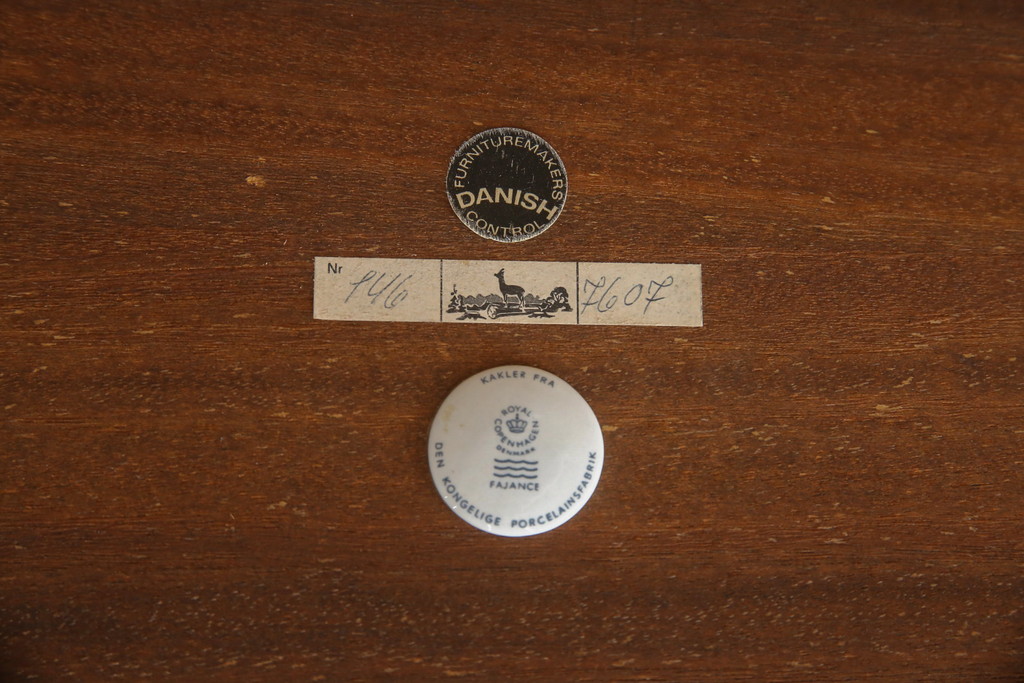 FURNITUREMAKERS
DANISH
CONTROL
Nr 146 7607
KAKLER FRA
ROYAL COPENHAGEN
DENMARK
FAJANCE
DEN KONGELIGE PORCELAINSFABRIK